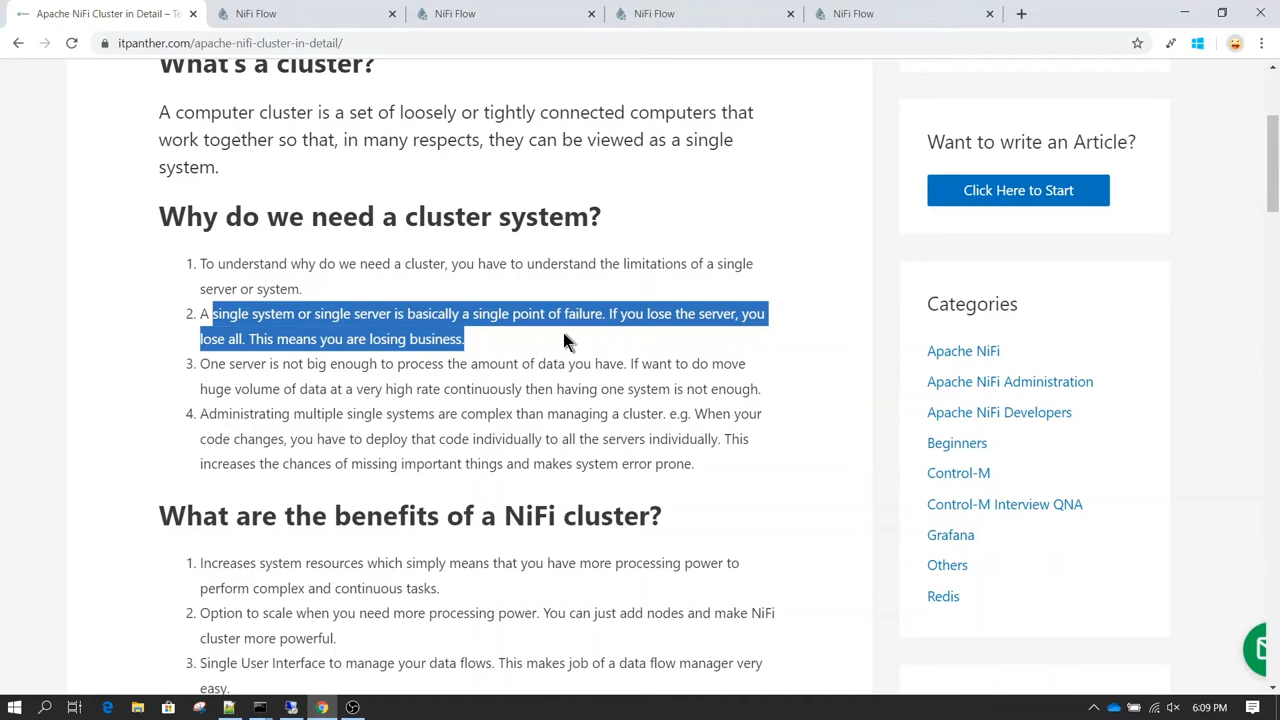 Apache NiFi Cluster in Detail – Te
NiFi Flow
NiFi Flow
NiFi Flow
NiFi Flow
itpanther.com/apache-nifi-cluster-in-detail/
What's a cluster?
A computer cluster is a set of loosely or tightly connected computers that
work together so that, in many respects, they can be viewed as a single
system.
Why do we need a cluster system?
1. To understand why do we need a cluster, you have to understand the limitations of a single
server or system.
2. A single system or single server is basically a single point of failure. If you lose the server, you
lose all. This means you are losing business.
3. One server is not big enough to process the amount of data you have. If want to do move
huge volume of data at a very high rate continuously then having one system is not enough.
4. Administrating multiple single systems are complex than managing a cluster. e.g. When your
code changes, you have to deploy that code individually to all the servers individually. This
increases the chances of missing important things and makes system error prone.
What are the benefits of a NiFi cluster?
1. Increases system resources which simply means that you have more processing power to
perform complex and continuous tasks.
2. Option to scale when you need more processing power. You can just add nodes and make NiFi
cluster more powerful.
3. Single User Interface to manage your data flows. This makes job of a data flow manager very
easy.
Want to write an Article?
Click Here to Start
Categories
Apache NiFi
Apache NiFi Administration
Apache NiFi Developers
Beginners
Control-M
Control-M Interview QNA
Grafana
Others
Redis
6:09 PM